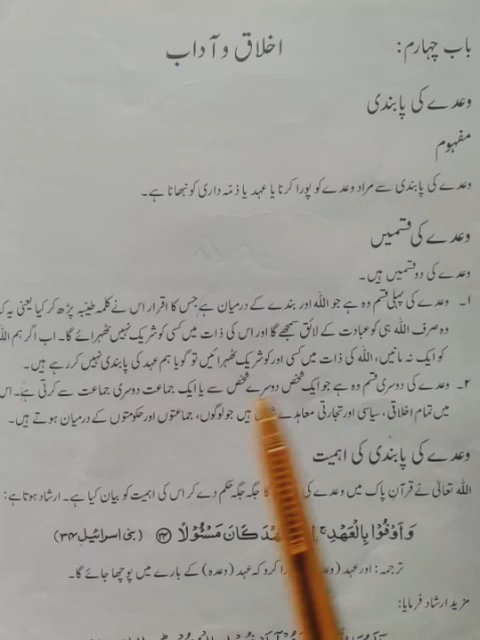 باب چہارم: اخلاق و آداب
وعدے کی پابندی
مفہوم
وعدے کی پابندی سے مراد وعدے کو پورا کرنا یا عہد یا ذمّہ داری کو نبھانا ہے۔
وعدے کی قسمیں
وعدے کی دو قسمیں ہیں۔
۱۔ وعدے کی پہلی قسم وہ ہے جو اللہ اور بندے کے درمیان ہے جس کا اقرار اس نے کلمہ طیّبہ پڑھ کر کیا یعنی یہ کہ
وہ صرف اللہ ہی کو عبادت کے لائق سمجھے گا اور اس کی ذات میں کسی کو شریک نہیں ٹھہرائے گا۔ اب اگر ہم اللہ
کو ایک نہ مانیں، اللہ کی ذات میں کسی اور کو شریک ٹھہرائیں تو گویا ہم عہد کی پابندی نہیں کر رہے ہیں۔
۲۔ وعدے کی دوسری قسم وہ ہے جو ایک شخص دوسرے شخص سے یا ایک جماعت دوسری جماعت سے کرتی ہے۔ اس
میں تمام اخلاقی، سیاسی اور تجارتی معاہدے ہیں جو لوگوں، جماعتوں اور حکومتوں کے درمیان ہوتے ہیں۔
وعدے کی پابندی کی اہمیت
اللہ تعالیٰ نے قرآنِ پاک میں وعدے کی کا جگہ جگہ حکم دے کر اس کی اہمیت کو بیان کیا ہے۔ ارشاد ہوتا ہے:
وَاَوْفُوْا بِالْعَهْدِ ۚ كَانَ مَسْـُٔوْلًا ﴿۳۴﴾ (بنی اسرائیل: ۳۴)
ترجمہ: اور عہد (وعدہ) کرو کہ عہد (وعدہ) کے بارے میں پوچھا جائے گا۔
مزید ارشاد فرمایا: